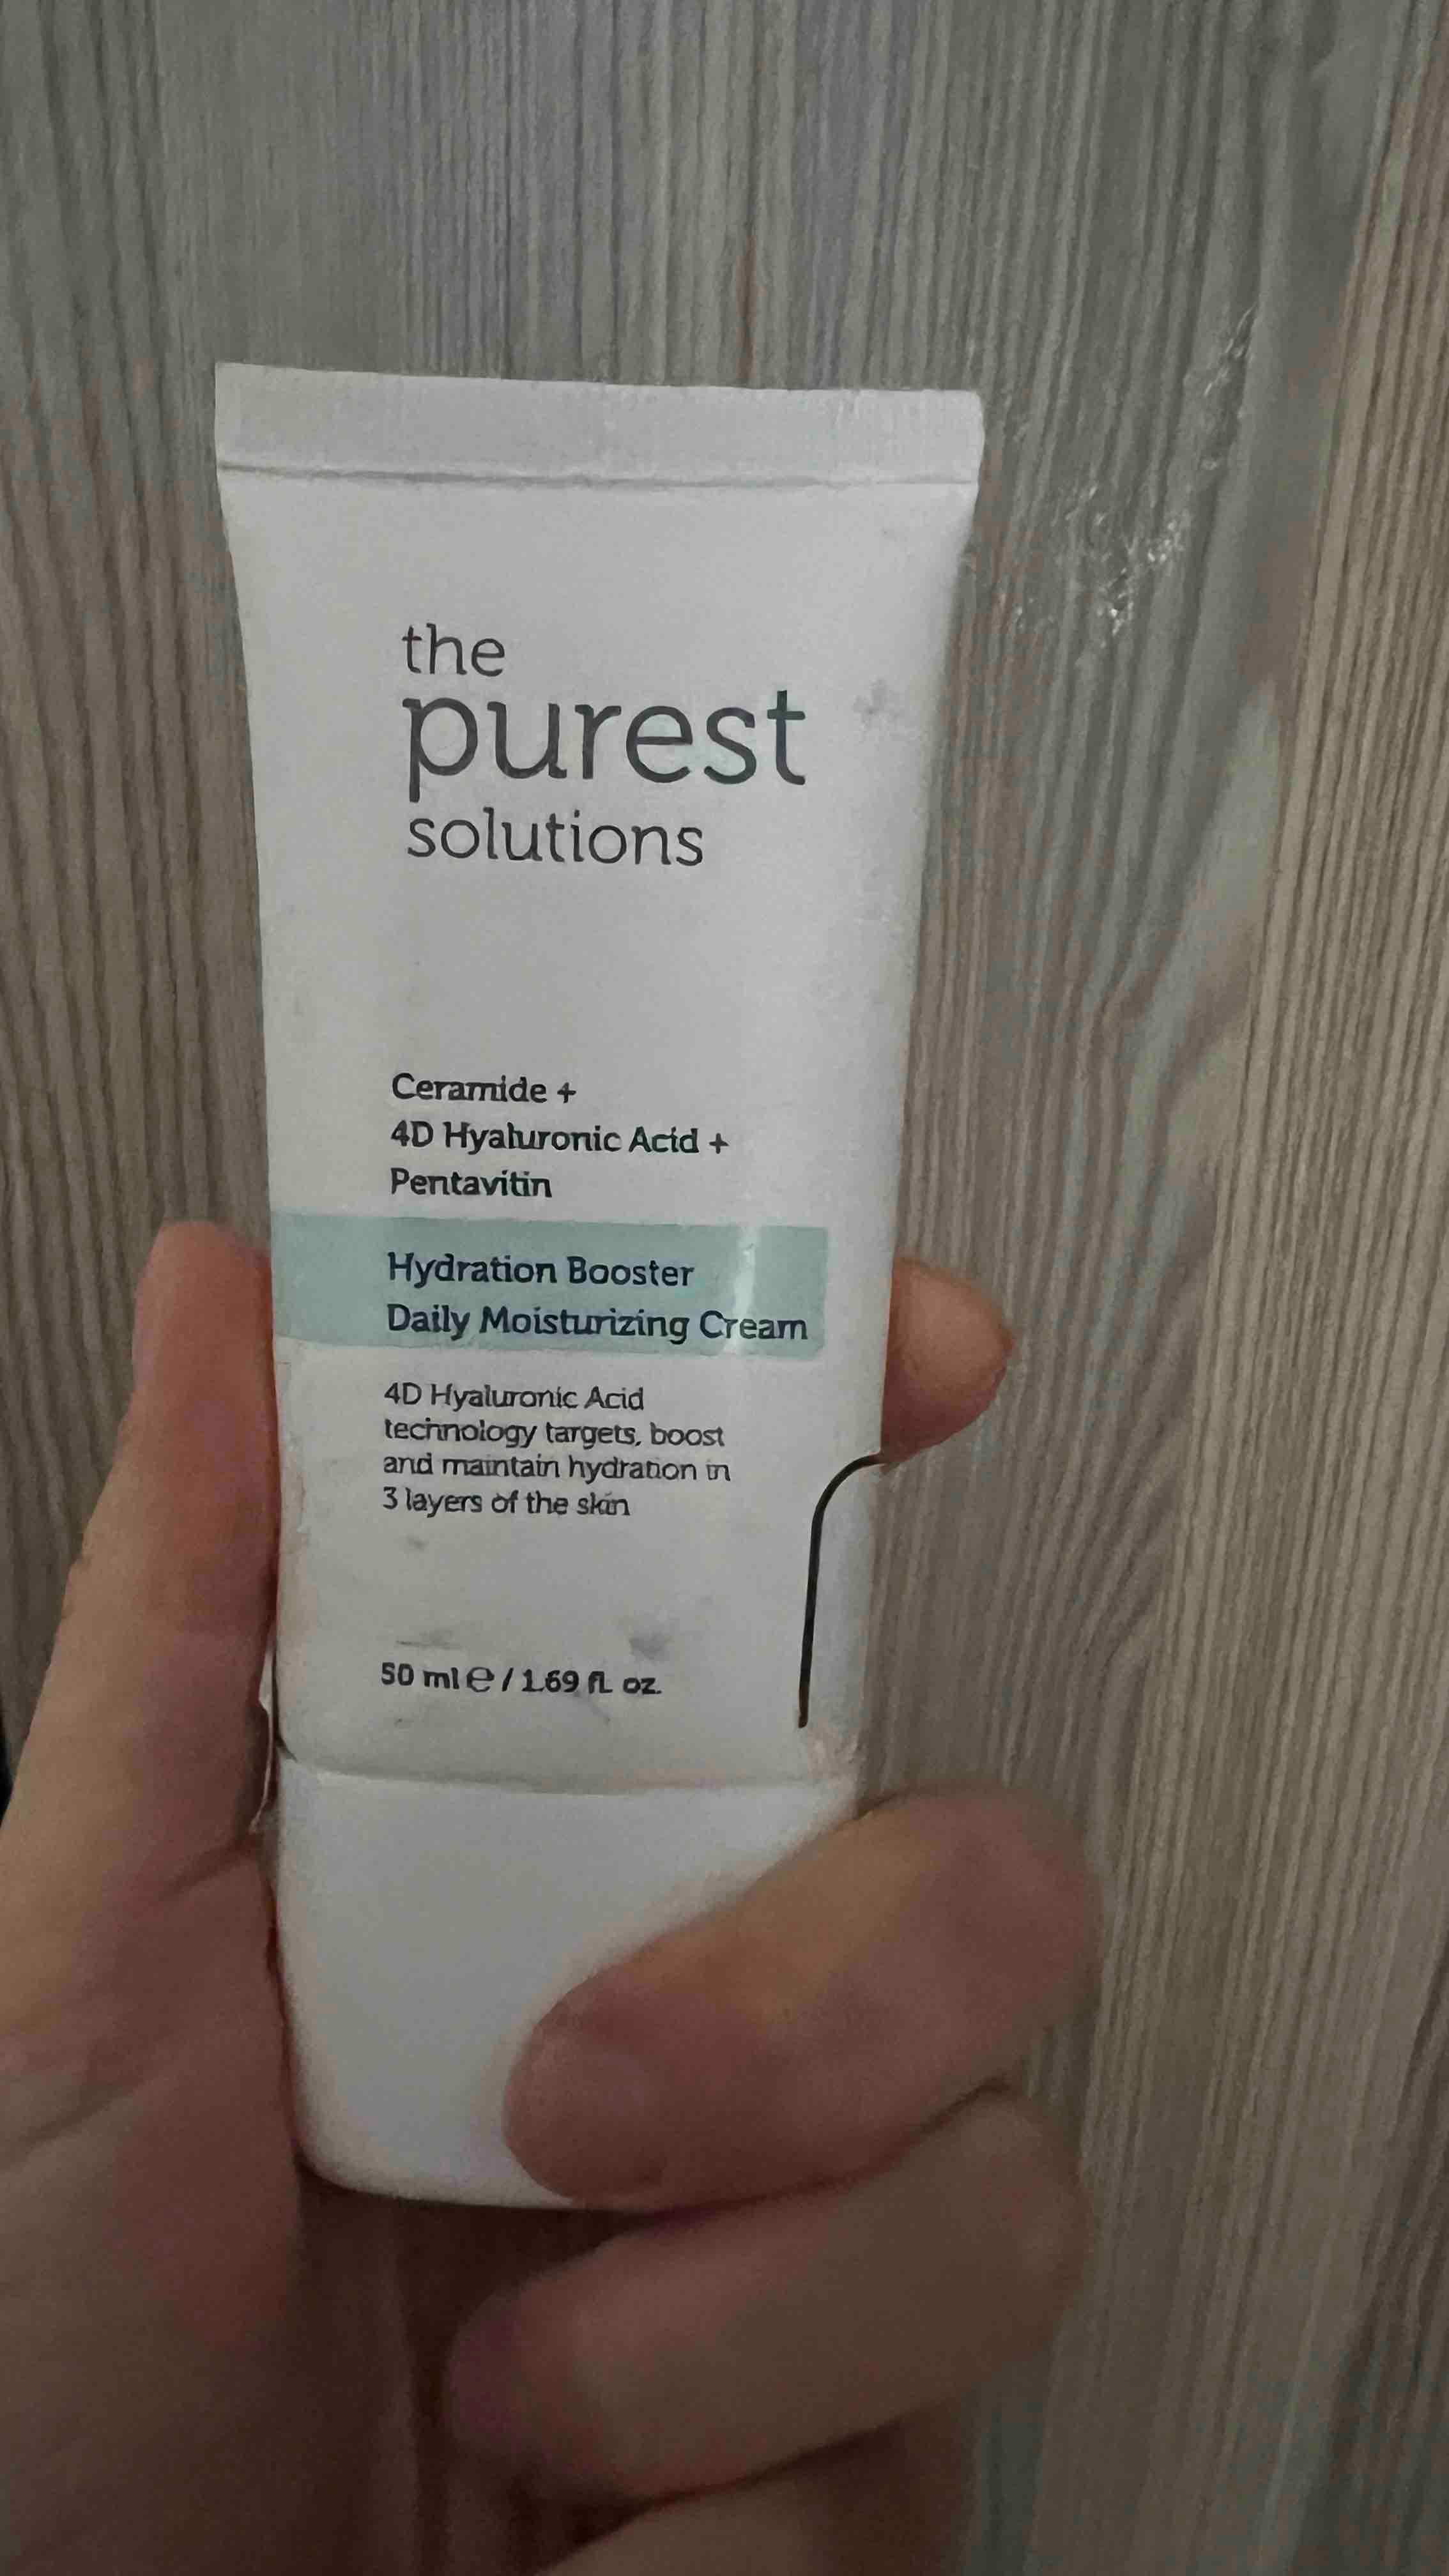 the
purest
solutions
Ceramide +
4D Hyaluronic Acid +
Pentavitin
Hydration Booster
Daily Moisturizing Cream
4D Hyaluronic Acid
technology targets, boost
and maintain hydration in
3 layers of the skin
50 ml ℮ / 1.69 fL oz.